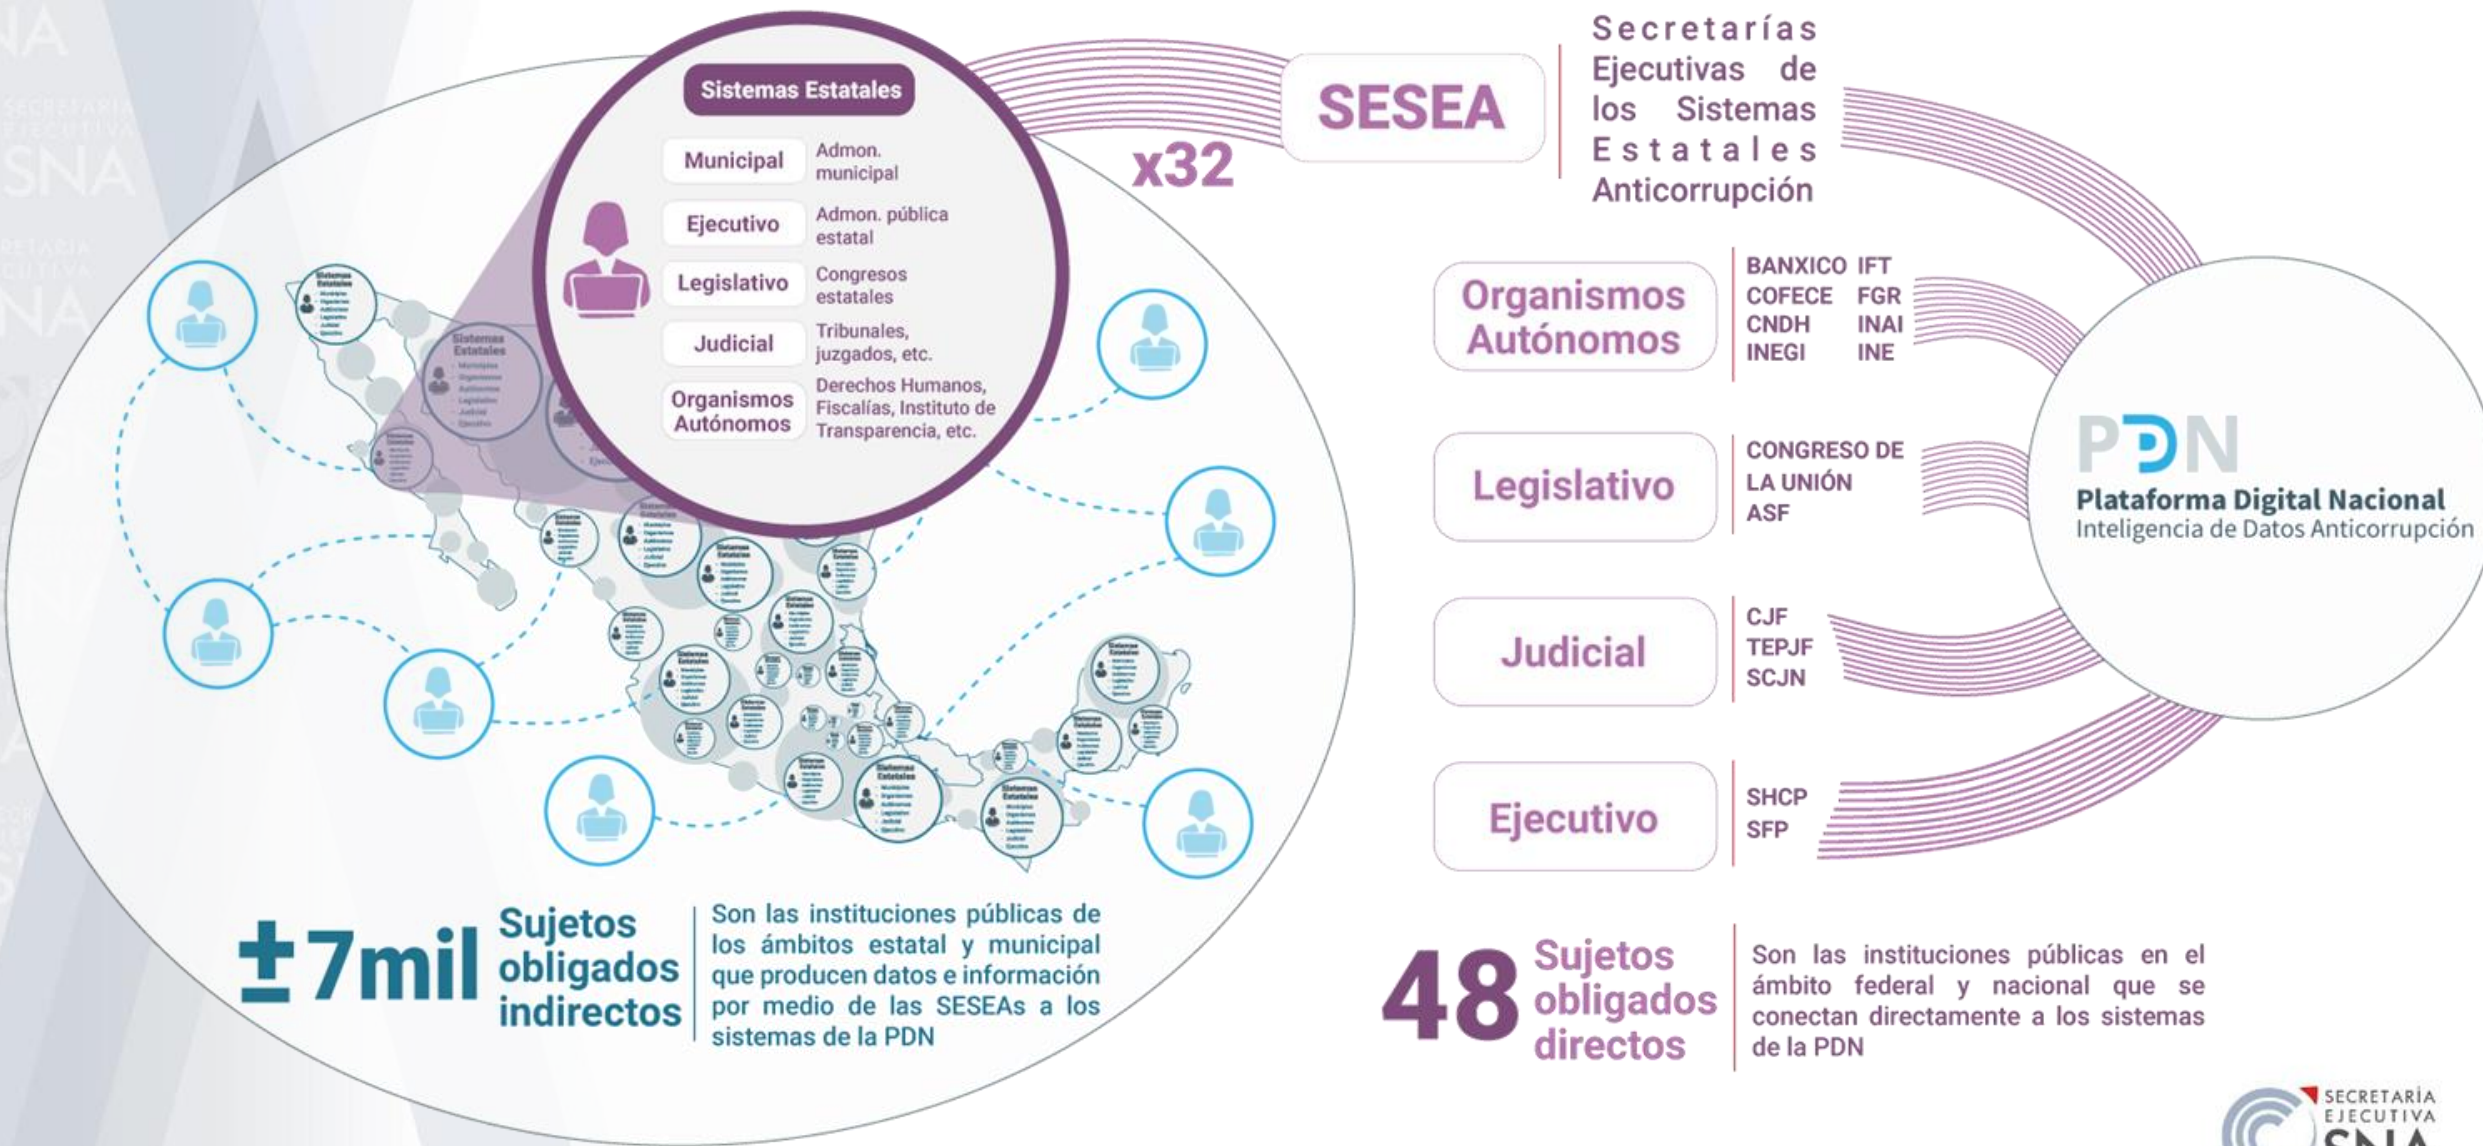 Sistemas Estatales
Municipal
Admon.
municipal
Ejecutivo
Admon. pública
estatal
Legislativo
Congresos
estatales
Judicial
Tribunales,
juzgados, etc.
Organismos
Autónomos
Derechos Humanos,
Fiscalías, Instituto de
Transparencia, etc.
x32
SESEA
Secretarías
Ejecutivas de
los Sistemas
Estatales
Anticorrupción
Organismos
Autónomos
BANXICO IFT
COFECE FGR
CNDH INAI
INEGI INE
Legislativo
CONGRESO DE
LA UNIÓN
ASF
Judicial
CJF
TEPJF
SCJN
Ejecutivo
SHCP
SFP
PDN
Plataforma Digital Nacional
Inteligencia de Datos Anticorrupción
±7mil
Sujetos
obligados
indirectos
Son las instituciones públicas de
los ámbitos estatal y municipal
que producen datos e información
por medio de las SESEAs a los
sistemas de la PDN
48
Sujetos
obligados
directos
Son las instituciones públicas en el
ámbito federal y nacional que se
conectan directamente a los sistemas
de la PDN
SECRETARÍA
EJECUTIVA
SNA